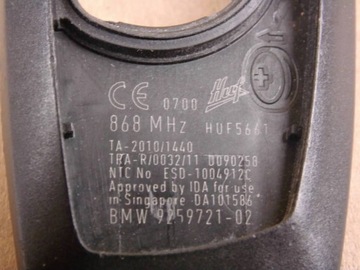 CE 0700 Huf
868 MHz HUF5661
TA-2010/1440
TRA-R/0032/11 DD90258
NTC No ESD-1004912C
Approved by IDA for use
in Singapore DA101586
BMW 9259721-02